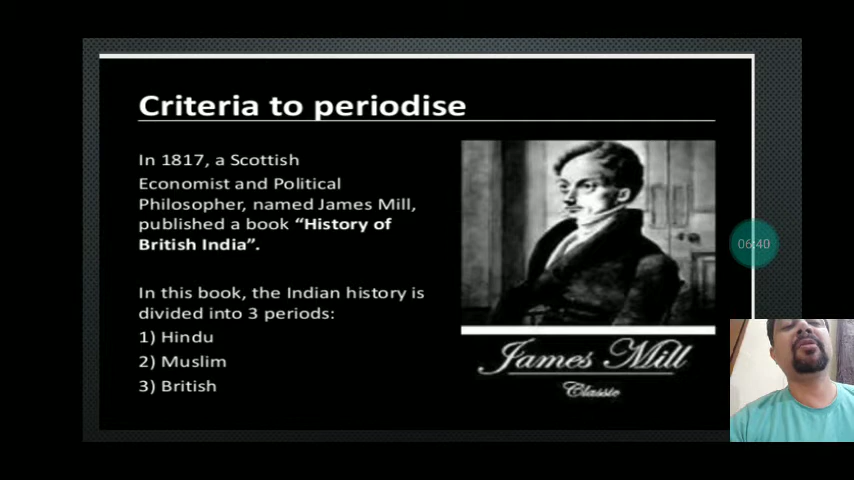 Criteria to periodise
In 1817, a Scottish
Economist and Political
Philosopher, named James Mill,
published a book “History of
British India”.
In this book, the Indian history is
divided into 3 periods:
1) Hindu
2) Muslim
3) British
James Mill
Classic
06:40